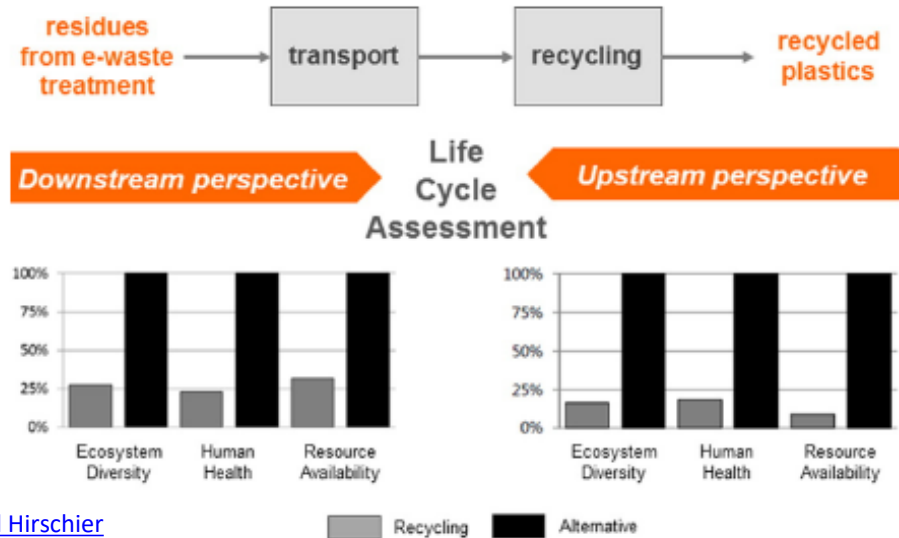 residues
from e-waste
treatment
transport
recycling
recycled
plastics
Downstream perspective
Life
Cycle
Assessment
Upstream perspective
100%
75%
50%
25%
0%
Ecosystem
Diversity
Human
Health
Resource
Availability
100%
75%
50%
25%
0%
Ecosystem
Diversity
Human
Health
Resource
Availability
Hirschier
Recycling
Alternative